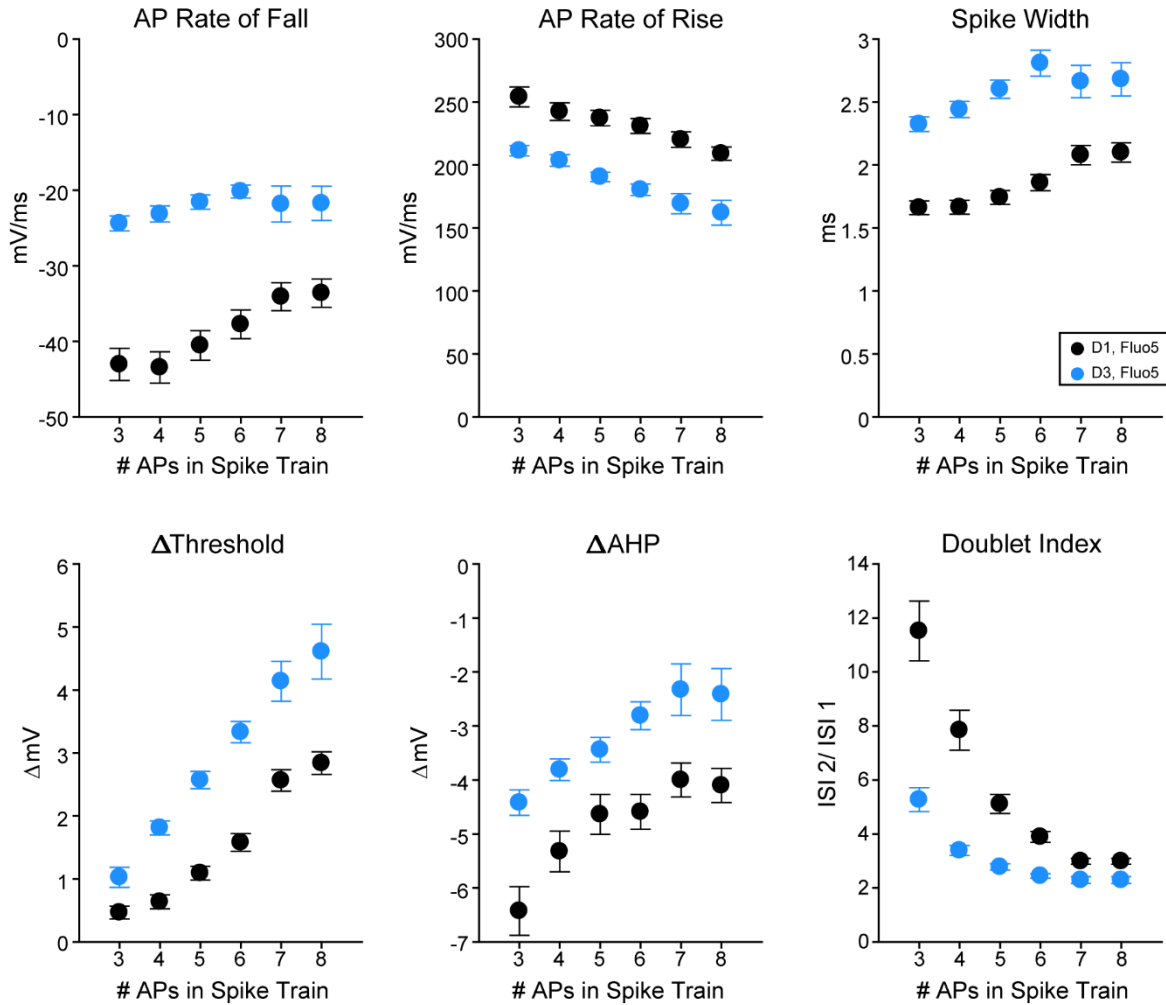 AP Rate of Fall
0
-10
-20
-30
-40
-50
mV/ms
3 4 5 6 7 8
# APs in Spike Train
AP Rate of Rise
300
250
200
150
100
50
0
mV/ms
3 4 5 6 7 8
# APs in Spike Train
Spike Width
3
2.5
2
1.5
1
0.5
0
ms
D1, Fluo5
D3, Fluo5
3 4 5 6 7 8
# APs in Spike Train
ΔThreshold
6
5
4
3
2
1
0
ΔmV
3 4 5 6 7 8
# APs in Spike Train
ΔAHP
0
-1
-2
-3
-4
-5
-6
-7
ΔmV
3 4 5 6 7 8
# APs in Spike Train
Doublet Index
14
12
10
8
6
4
2
0
ISI 2/ ISI 1
3 4 5 6 7 8
# APs in Spike Train